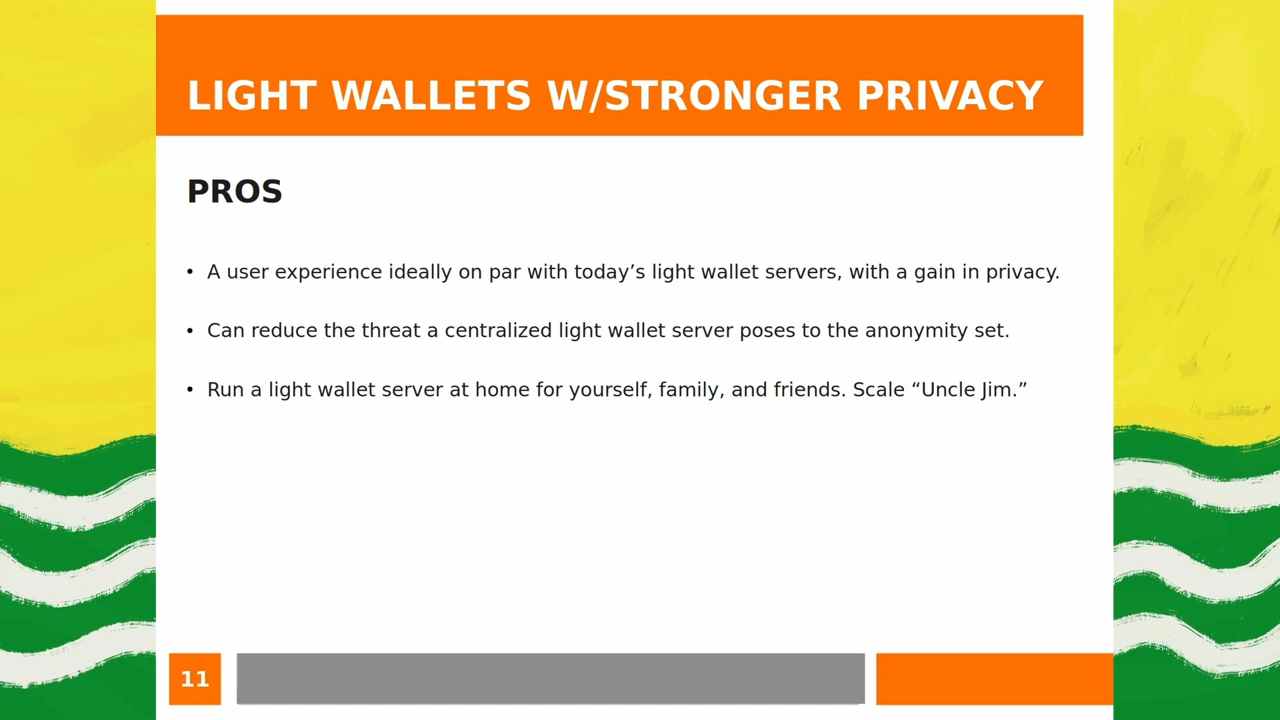 LIGHT WALLETS W/STRONGER PRIVACY
PROS
• A user experience ideally on par with today’s light wallet servers, with a gain in privacy.
• Can reduce the threat a centralized light wallet server poses to the anonymity set.
• Run a light wallet server at home for yourself, family, and friends. Scale “Uncle Jim.”
11